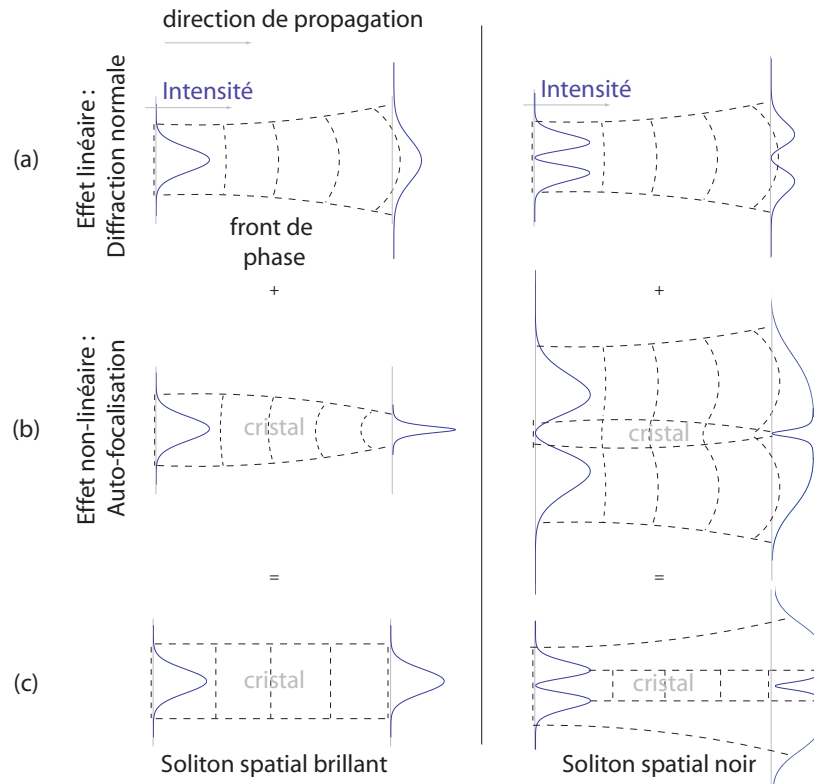 direction de propagation
Intensité
Intensité
(a)
Effet linéaire :
Diffraction normale
front de
phase
+
+
(b)
Effet non-linéaire :
Auto-focalisation
cristal
cristal
=
=
(c)
cristal
cristal
Soliton spatial brillant
Soliton spatial noir